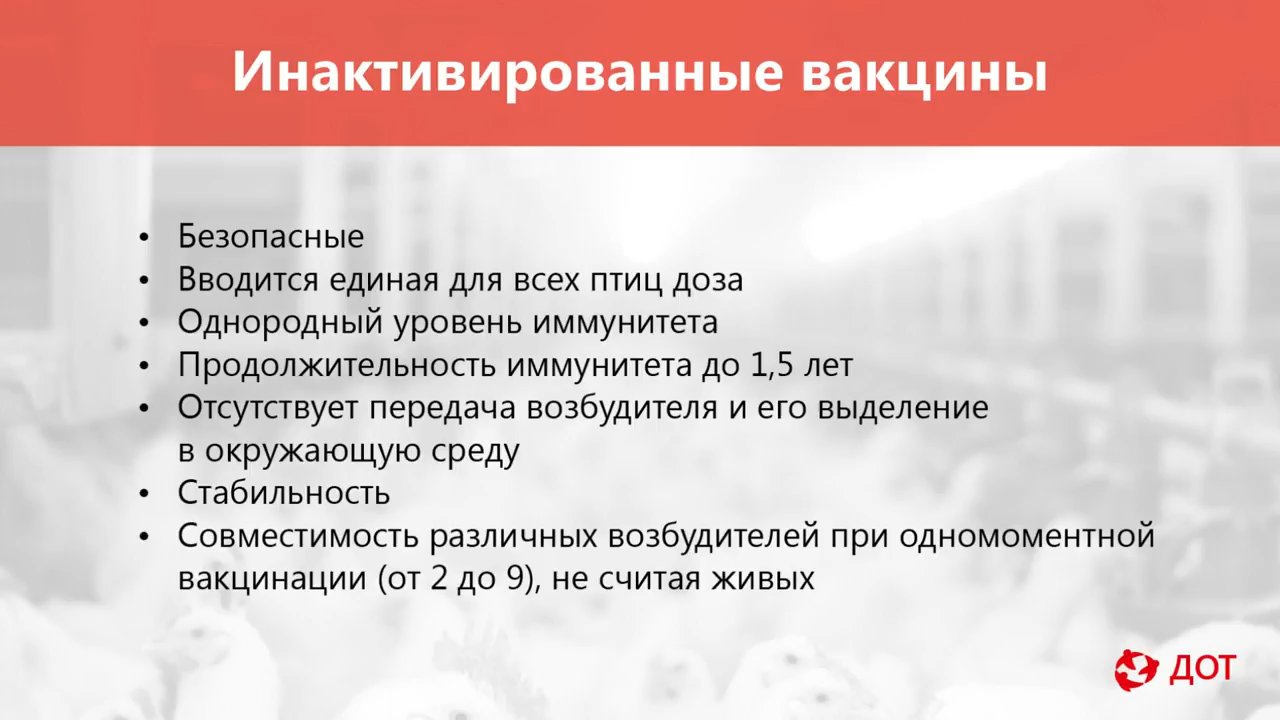 Инактивированные вакцины
• Безопасные
• Вводится единая для всех птиц доза
• Однородный уровень иммунитета
• Продолжительность иммунитета до 1,5 лет
• Отсутствует передача возбудителя и его выделение
в окружающую среду
• Стабильность
• Совместимость различных возбудителей при одномоментной
вакцинации (от 2 до 9), не считая живых
ДОТ